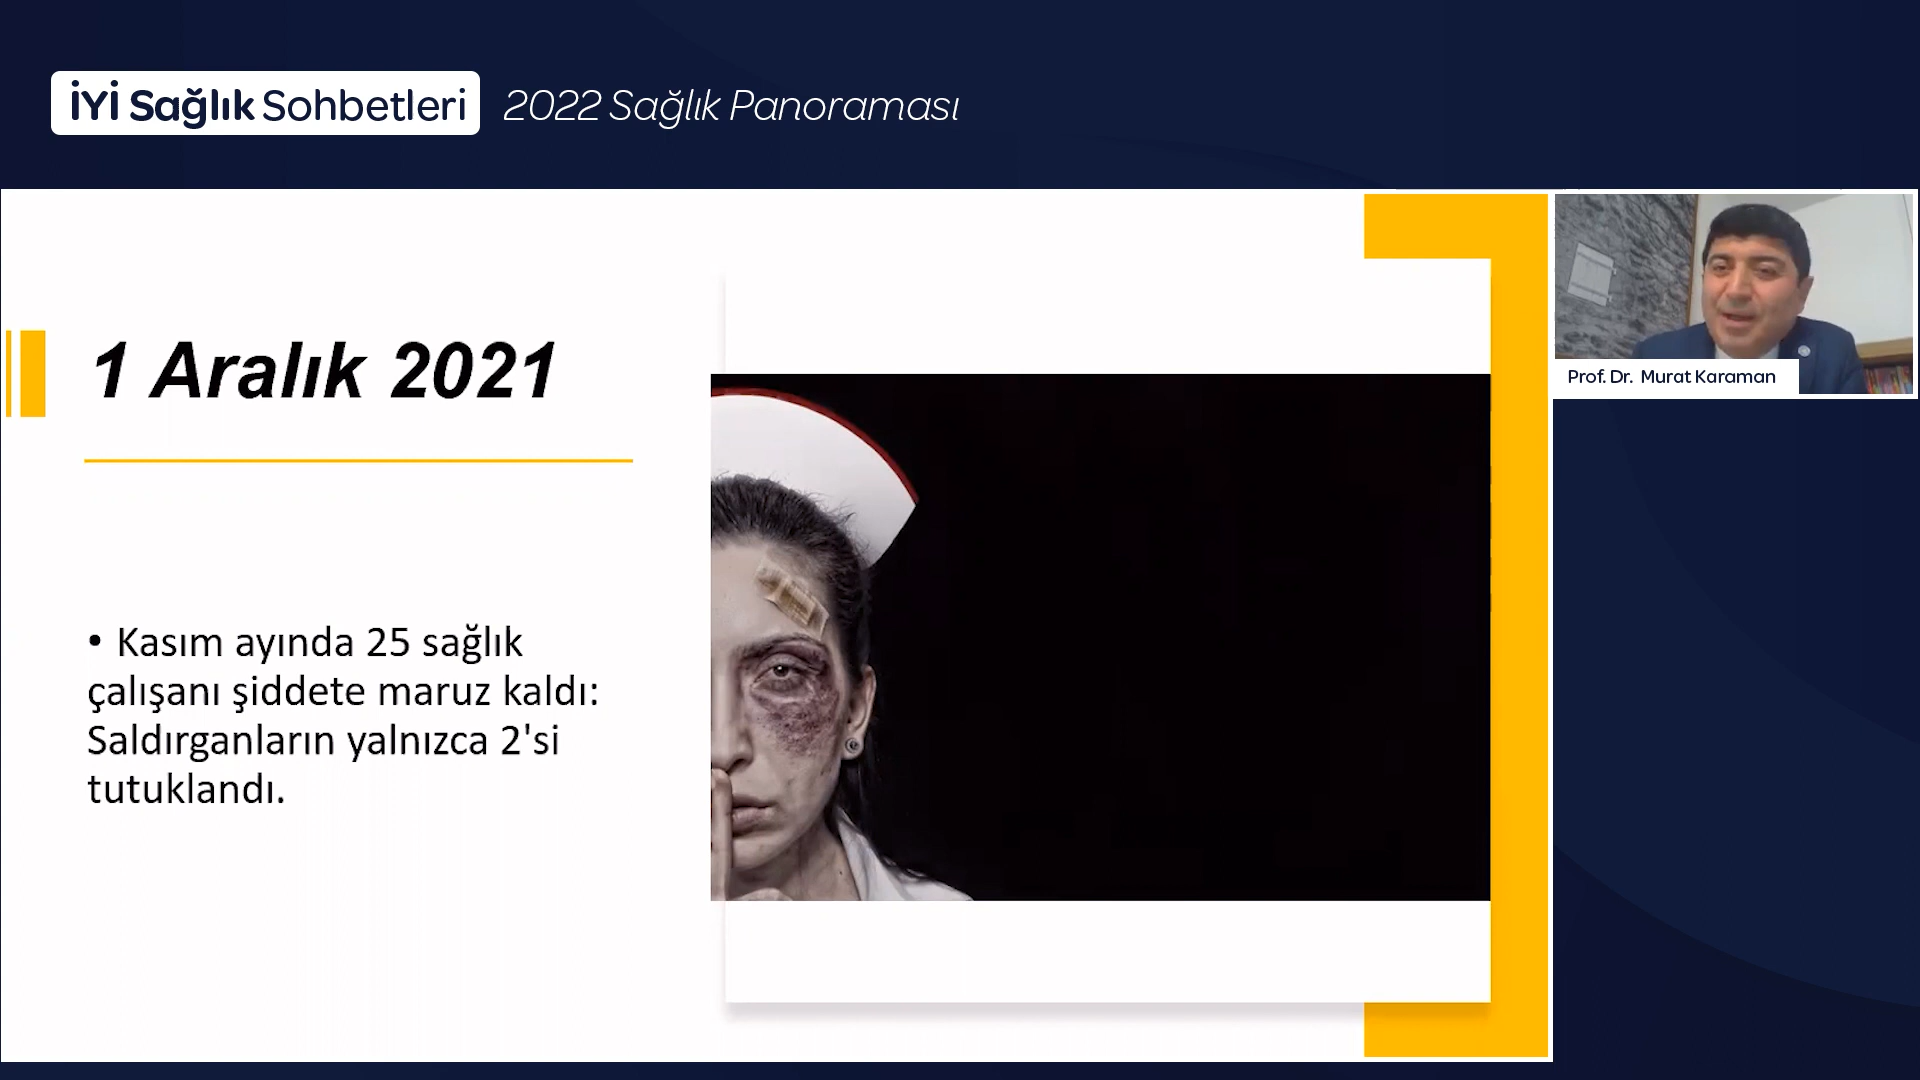 İYİ Sağlık Sohbetleri 2022 Sağlık Panoraması
Prof. Dr. Murat Karaman
1 Aralık 2021
• Kasım ayında 25 sağlık
çalışanı şiddete maruz kaldı:
Saldırganların yalnızca 2'si
tutuklandı.